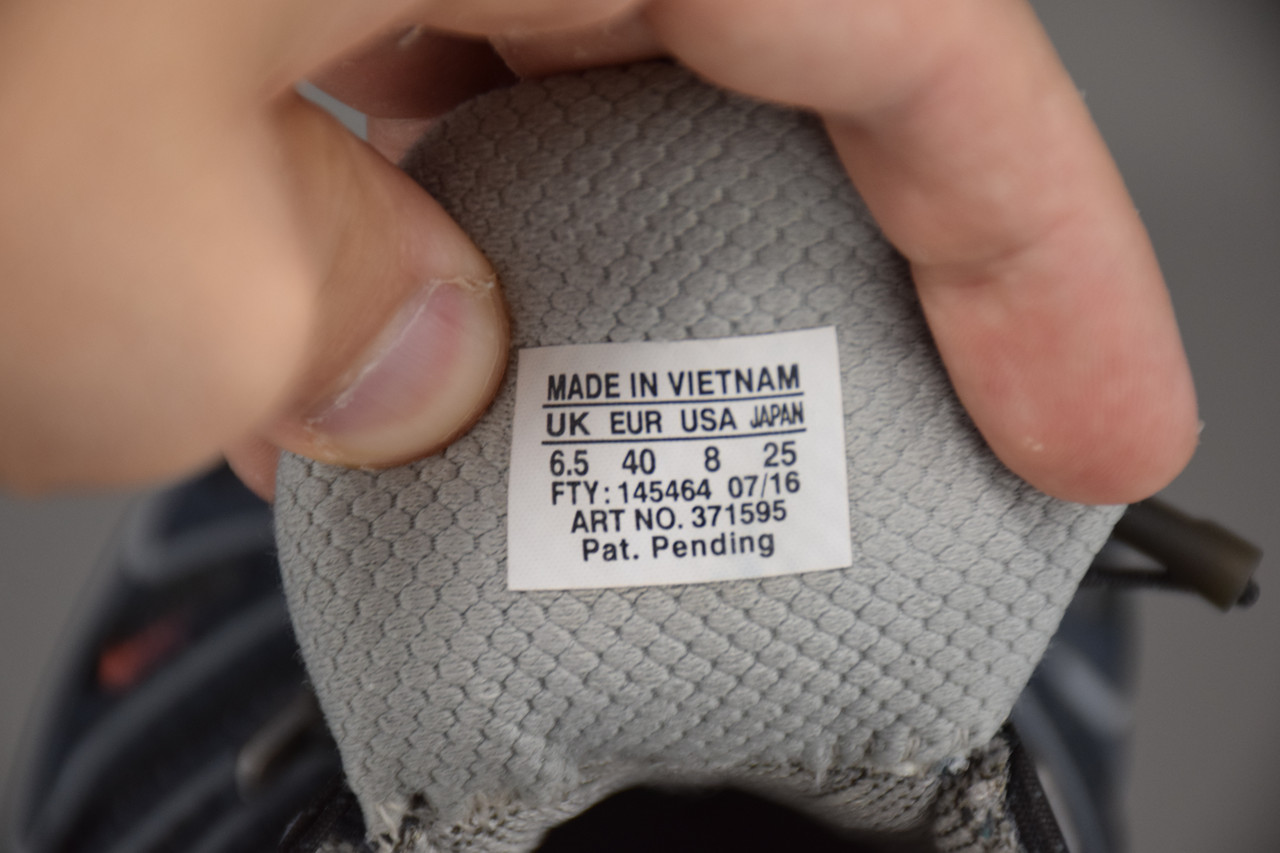 MADE IN VIETNAM
UK EUR USA JAPAN
6.5 40 8 25
FTY: 145464 07/16
ART NO. 371595
Pat. Pending